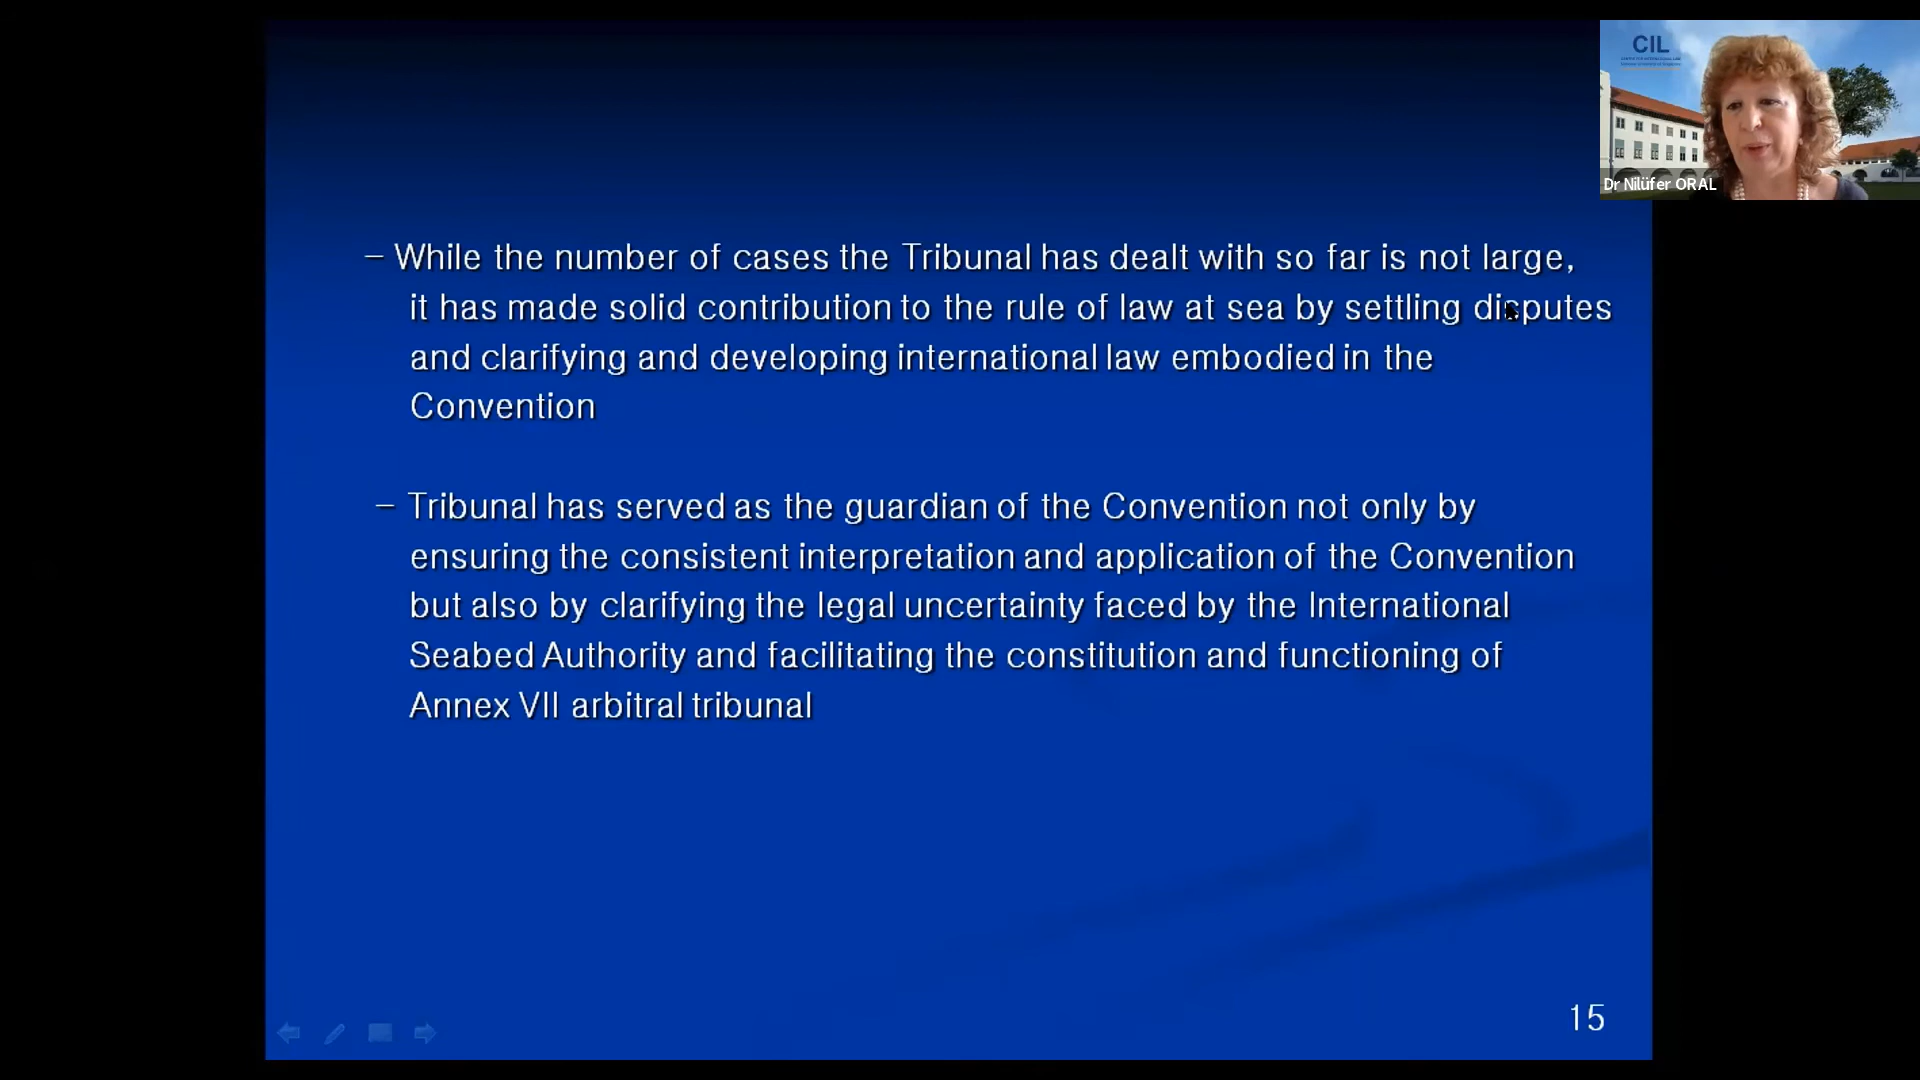 CIL
Dr Nilüfer ORAL
– While the number of cases the Tribunal has dealt with so far is not large,
it has made solid contribution to the rule of law at sea by settling disputes
and clarifying and developing international law embodied in the
Convention
– Tribunal has served as the guardian of the Convention not only by
ensuring the consistent interpretation and application of the Convention
but also by clarifying the legal uncertainty faced by the International
Seabed Authority and facilitating the constitution and functioning of
Annex VII arbitral tribunal
15